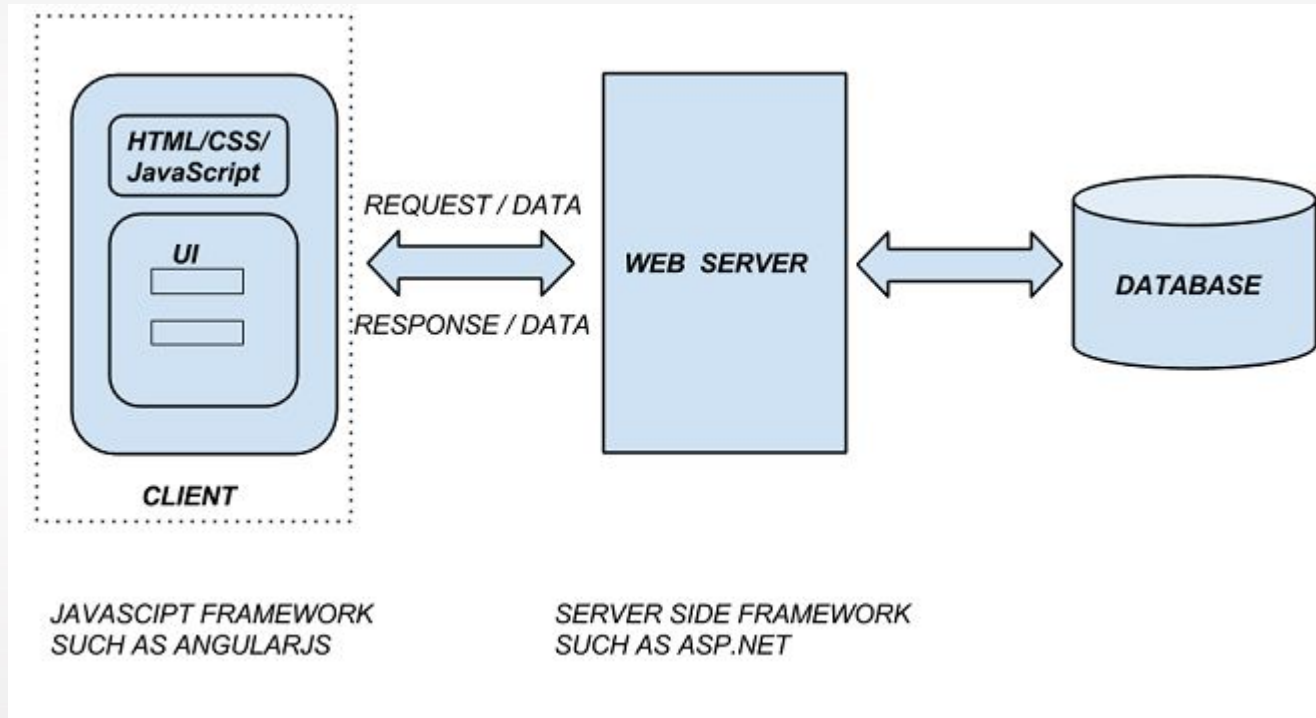 HTML/CSS/
JavaScript
UI
CLIENT
REQUEST / DATA
RESPONSE / DATA
WEB SERVER
DATABASE
JAVASCIPT FRAMEWORK
SUCH AS ANGULARJS
SERVER SIDE FRAMEWORK
SUCH AS ASP.NET